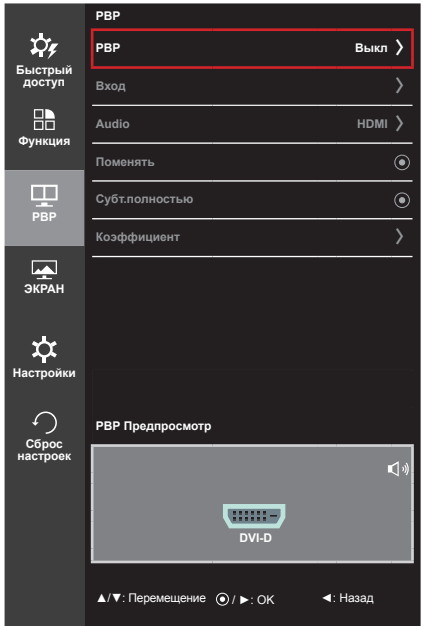 Быстрый
доступ
Функция
PBP
ЭКРАН
Настройки
Сброс
настроек
PBP
PBP Выкл
Вход
Audio HDMI
Поменять
Субт.полностью
Коэффициент
PBP Предпросмотр
DVI-D
▲/▼: Перемещение ◉ / ►: OK ◄: Назад